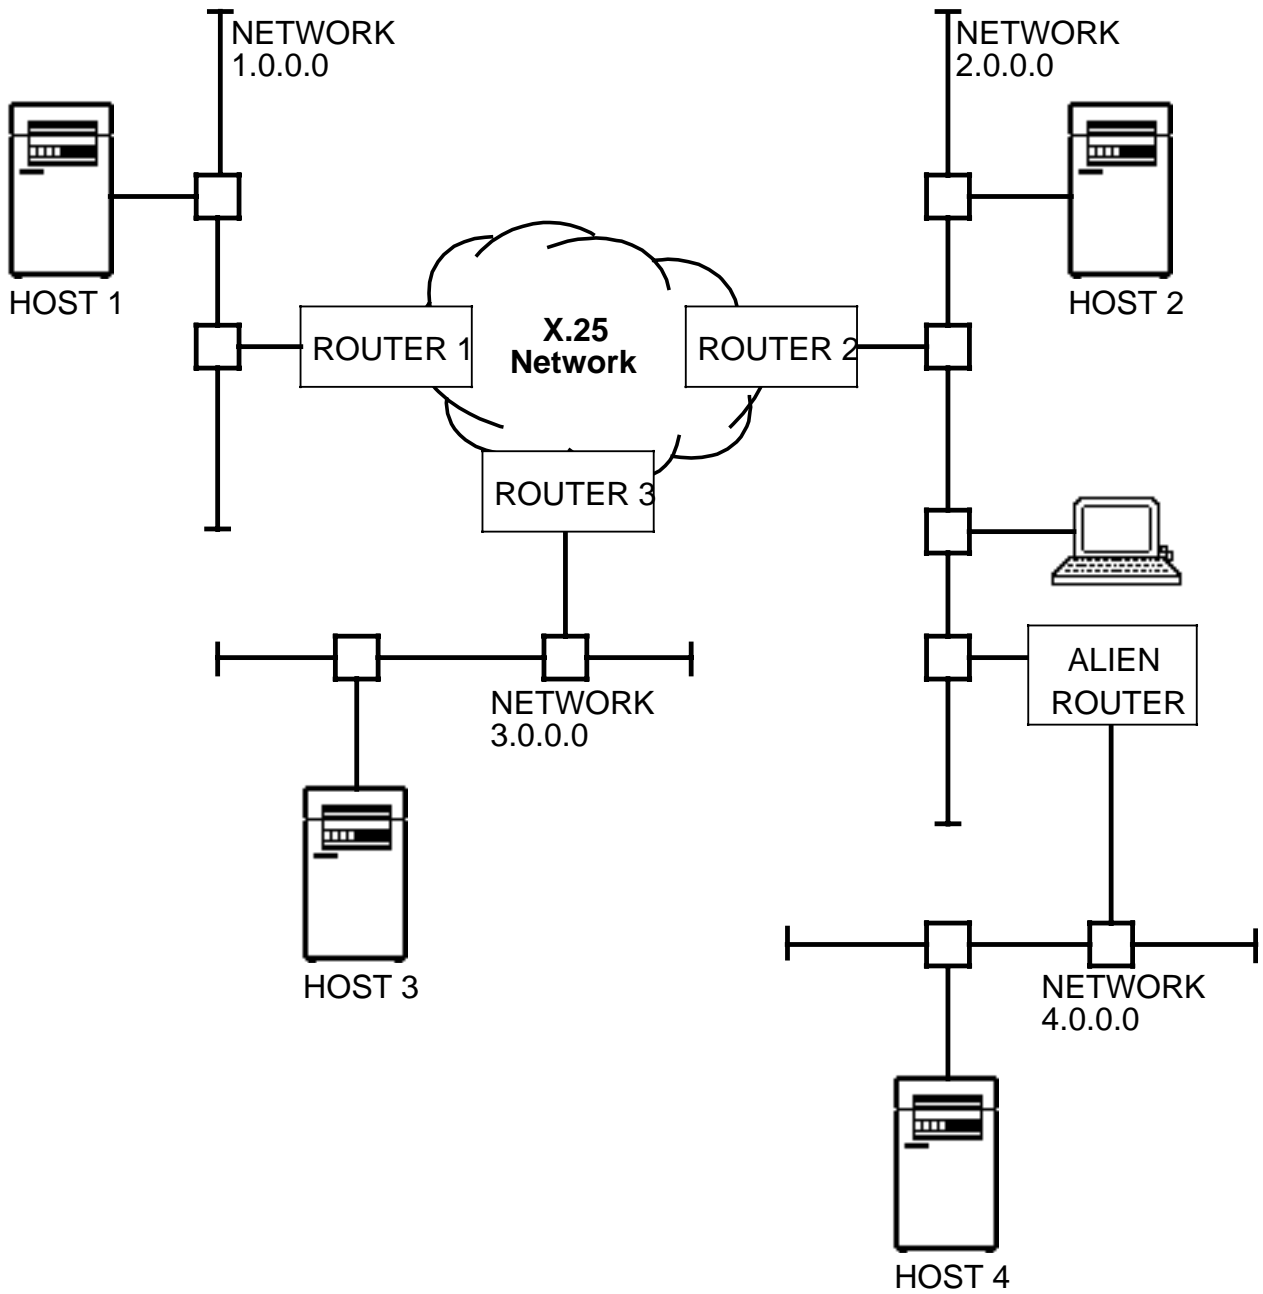 NETWORK
1.0.0.0
NETWORK
2.0.0.0
HOST 1
HOST 2
X.25
Network
ROUTER 1
ROUTER 2
ROUTER 3
ALIEN
ROUTER
NETWORK
3.0.0.0
HOST 3
NETWORK
4.0.0.0
HOST 4